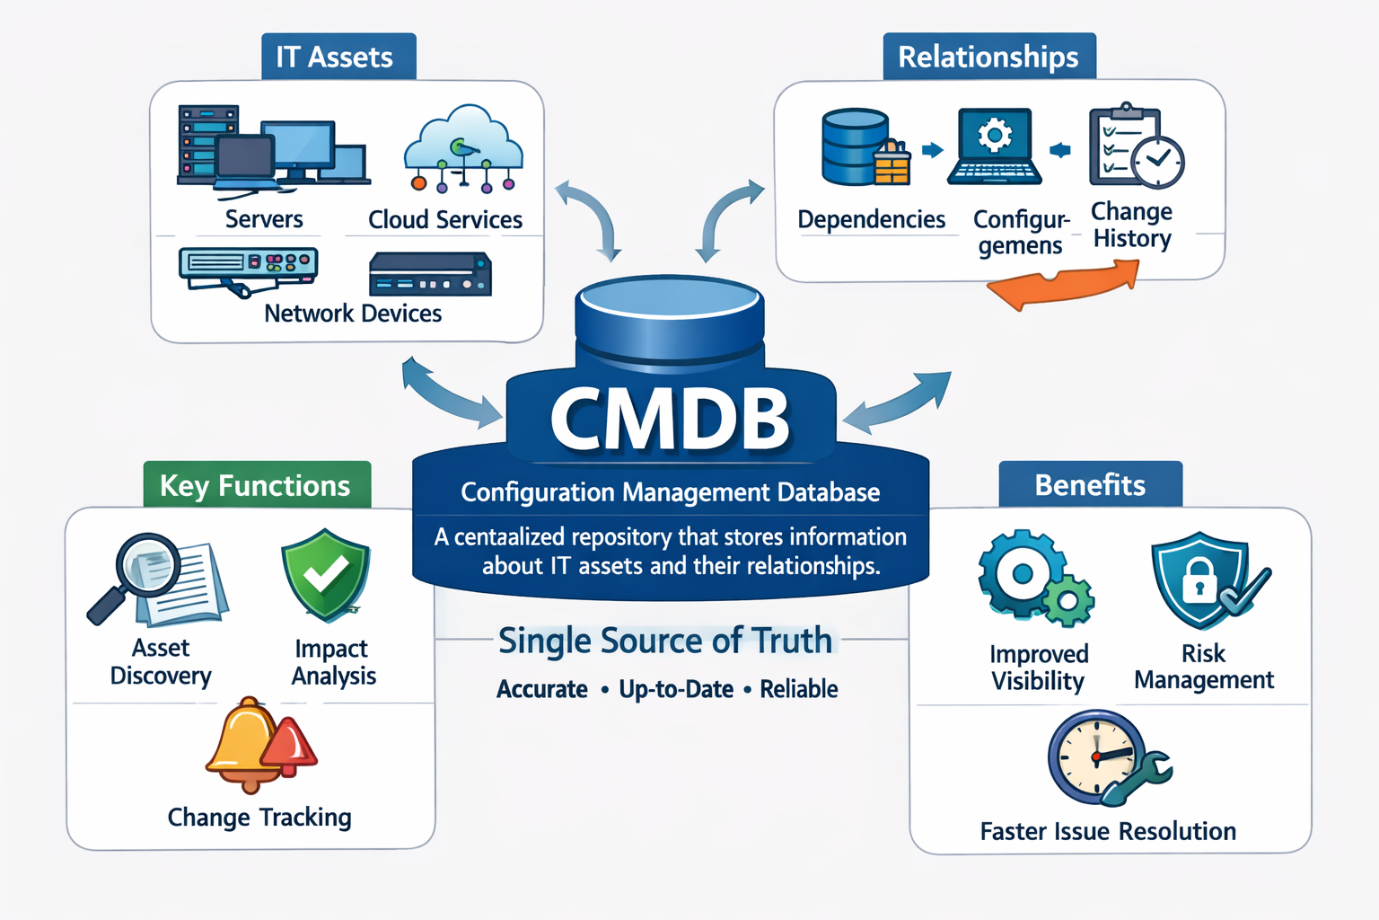 IT Assets
Servers
Cloud Services
Network Devices
Relationships
Dependencies
Configur-
gemens
Change
History
CMDB
Configuration Management Database
A centaalized repository that stores information
about IT assets and their relationships.
Single Source of Truth
Accurate • Up-to-Date • Reliable
Key Functions
Asset
Discovery
Impact
Analysis
Change Tracking
Benefits
Improved
Visibility
Risk
Management
Faster Issue Resolution